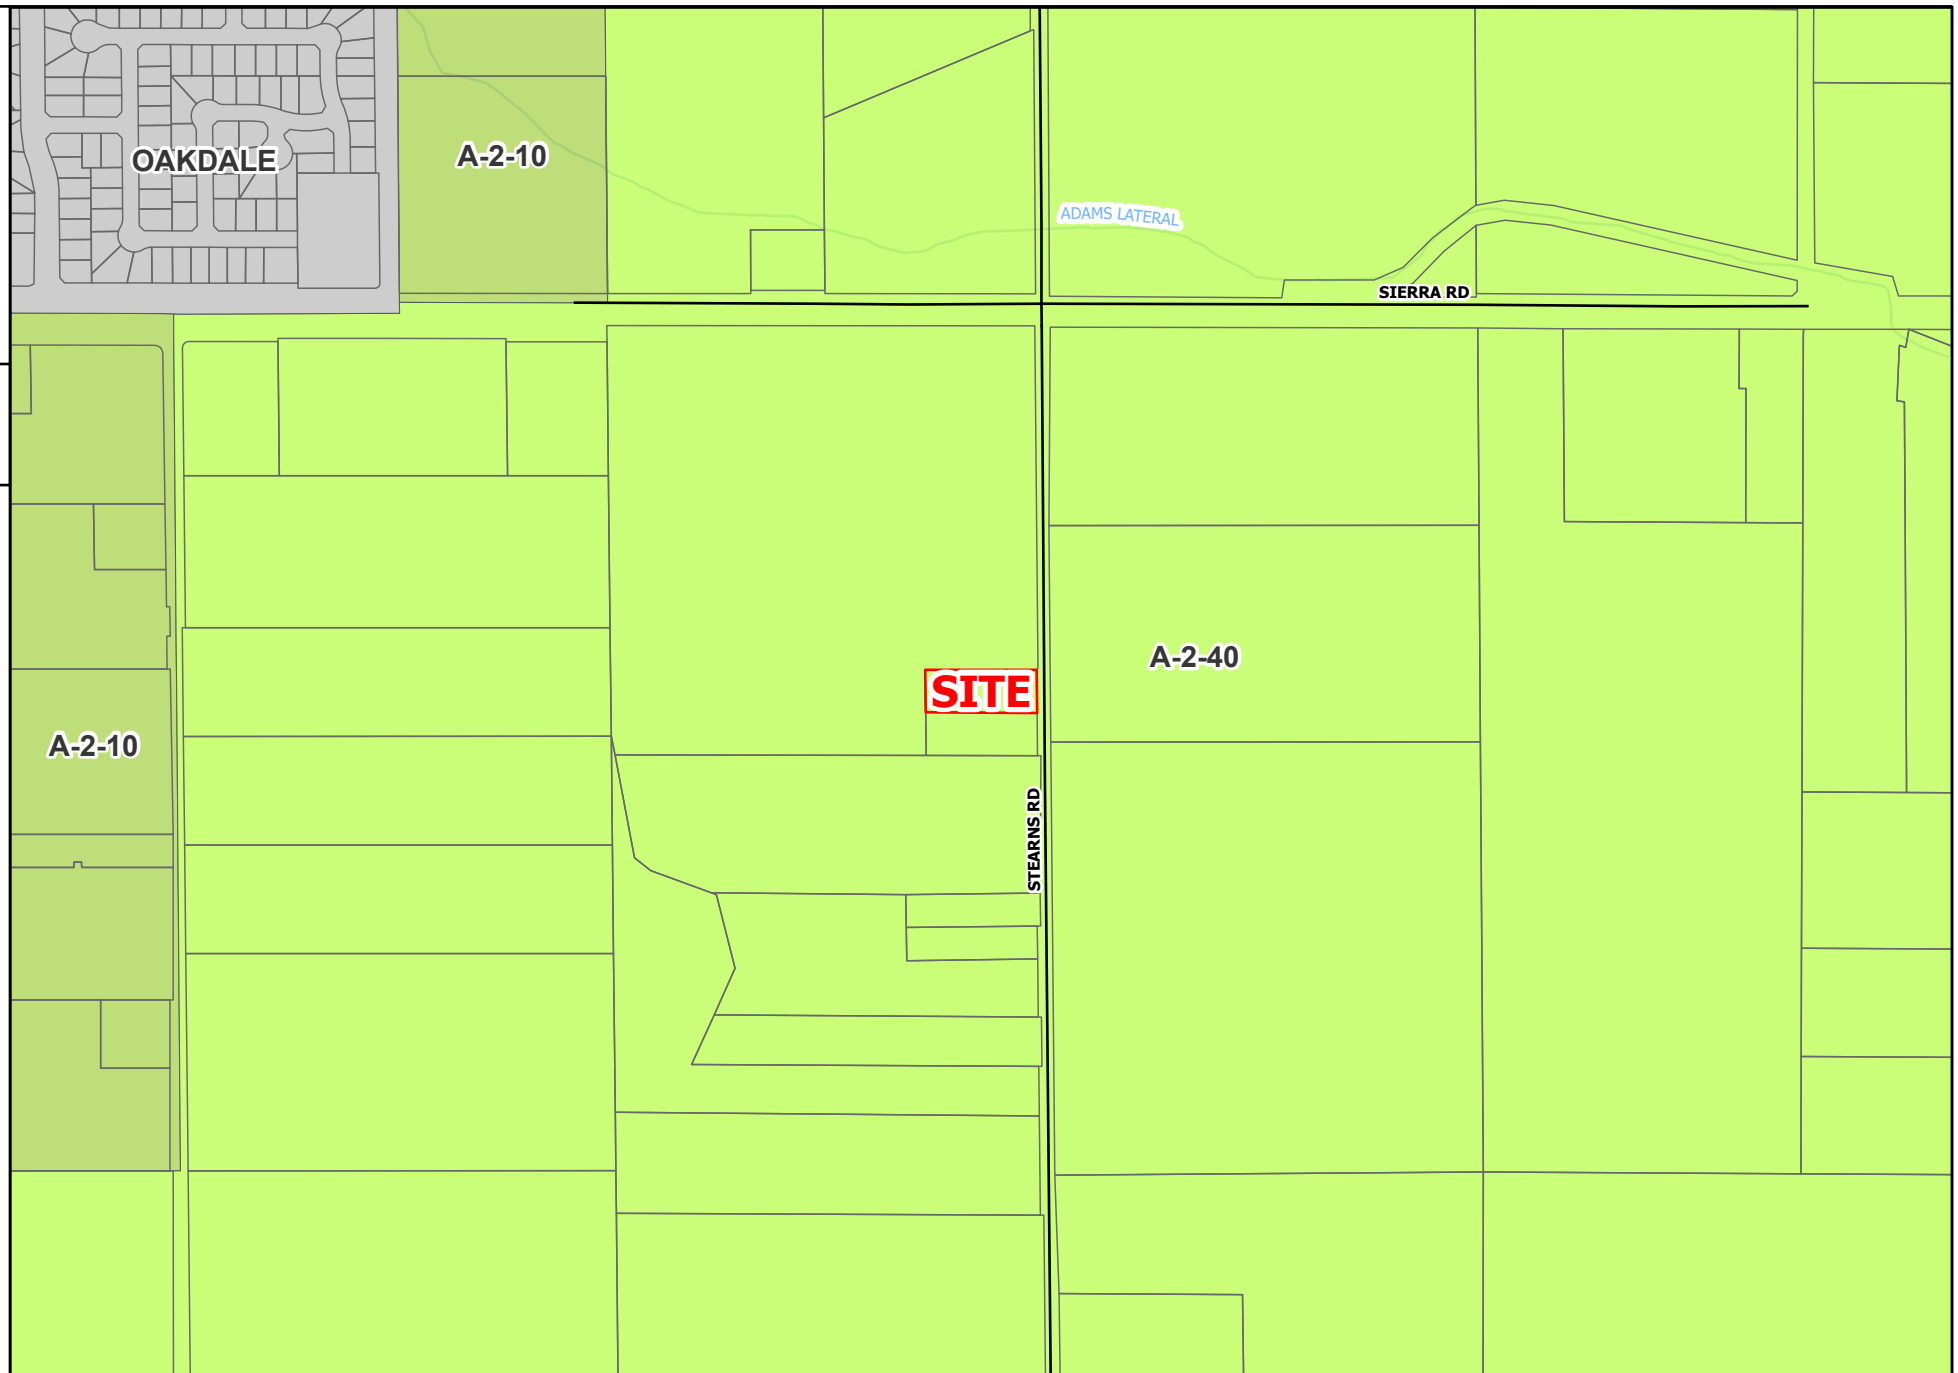 OAKDALE
A-2-10
ADAMS LATERAL
SIERRA RD
A-2-40
SITE
A-2-10
STEARNS RD